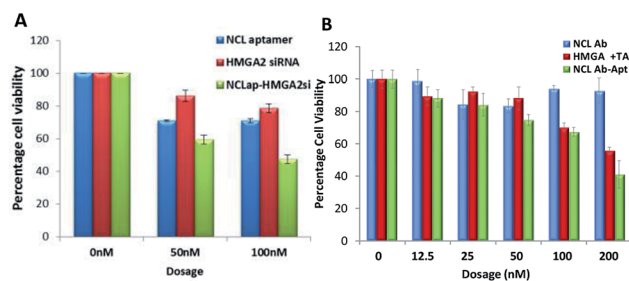 A
Percentage cell viability
120
100
80
60
40
20
0
0nM
50nM
100nM
Dosage
NCL aptamer
HMGA2 siRNA
NCLap-HMGA2si
B
Percentage Cell Viability
120
100
80
60
40
20
0
0
12.5
25
50
100
200
Dosage (nM)
NCL Ab
HMGA +TA
NCL Ab-Apt